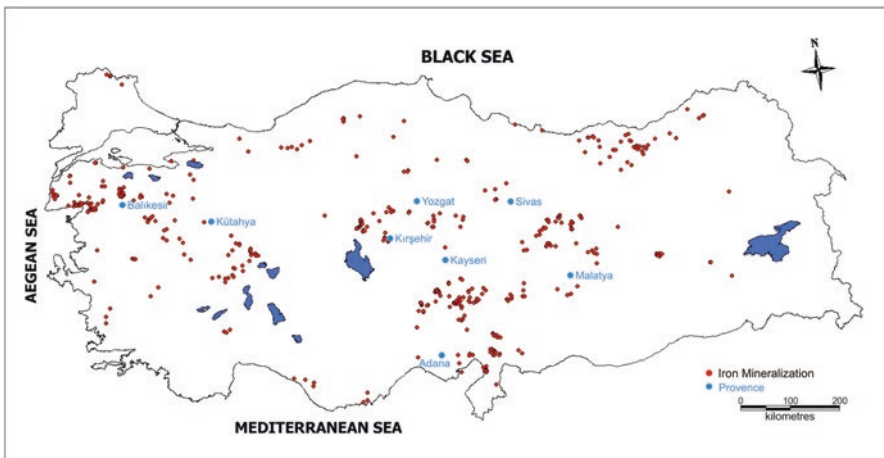 BLACK SEA
N
Balıkesir
Yozgat
Sivas
Kütahya
Kırşehir
Kayseri
Malatya
AEGEAN SEA
Adana
Iron Mineralization
Provence
0 100 200
kilometres
MEDITERRANEAN SEA